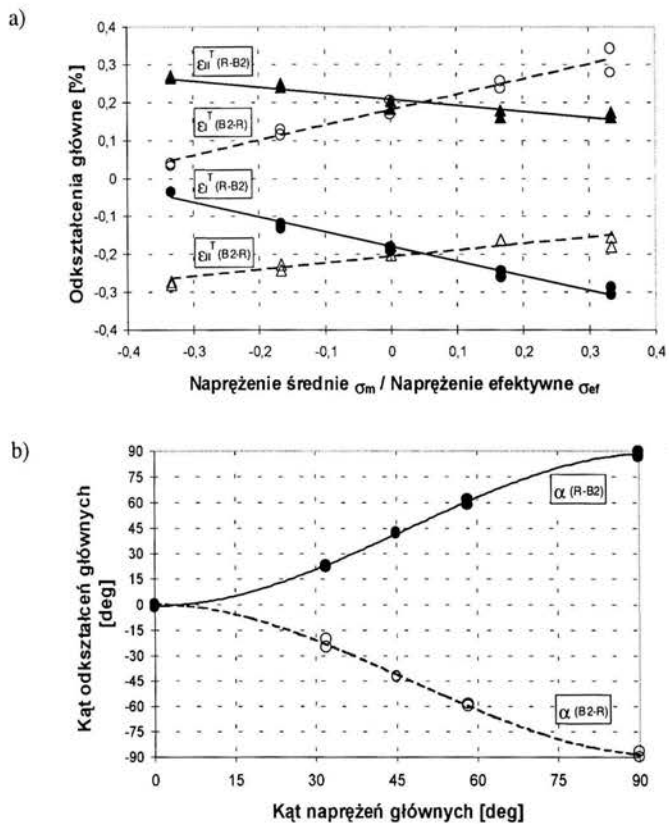 a)
Odkształcenia główne [%]
0,4
0,3
0,2
0,1
0
-0,1
-0,2
-0,3
-0,4
εII T (R-B2)
εI T (B2-R)
εI T (R-B2)
εII T (B2-R)
-0,4 -0,3 -0,2 -0,1 0 0,1 0,2 0,3 0,4
Naprężenie średnie σm / Naprężenie efektywne σef
b)
Kąt odkształceń głównych
[deg]
90
75
60
45
30
15
0
-15
-30
-45
-60
-75
-90
α (R-B2)
α (B2-R)
0 15 30 45 60 75 90
Kąt naprężeń głównych [deg]